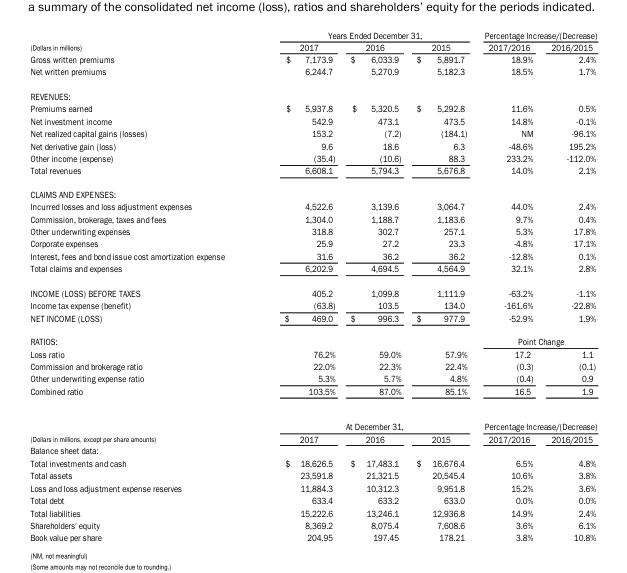 a summary of the consolidated net income (loss), ratios and shareholders' equity for the periods indicated.
Years Ended December 31, Percentage Increase/(Decrease)
(Dollars in millions) 2017 2016 2015 2017/2016 2016/2015
Gross written premiums $ 7,173.9 $ 6,033.9 $ 5,891.7 18.9% 2.4%
Net written premiums 6,244.7 5,270.9 5,182.3 18.5% 1.7%
REVENUES:
Premiums earned $ 5,937.8 $ 5,320.5 $ 5,292.8 11.6% 0.5%
Net investment income 542.9 473.1 473.5 14.8% -0.1%
Net realized capital gains (losses) 153.2 (7.2) (184.1) NM -96.1%
Net derivative gain (loss) 9.6 18.6 6.3 -48.6% 195.2%
Other income (expense) (35.4) (10.6) 88.3 233.2% -112.0%
Total revenues 6,608.1 5,794.3 5,676.8 14.0% 2.1%
CLAIMS AND EXPENSES:
Incurred losses and loss adjustment expenses 4,522.6 3,139.6 3,064.7 44.0% 2.4%
Commission, brokerage, taxes and fees 1,304.0 1,188.7 1,183.6 9.7% 0.4%
Other underwriting expenses 318.8 302.7 257.1 5.3% 17.8%
Corporate expenses 25.9 27.2 23.3 -4.8% 17.1%
Interest, fees and bond issue cost amortization expense 31.6 36.2 36.2 -12.8% 0.1%
Total claims and expenses 6,202.9 4,694.5 4,564.9 32.1% 2.8%
INCOME (LOSS) BEFORE TAXES 405.2 1,099.8 1,111.9 -63.2% -1.1%
Income tax expense (benefit) (63.8) 103.5 134.0 -161.6% -22.8%
NET INCOME (LOSS) $ 469.0 $ 996.3 $ 977.9 -52.9% 1.9%
RATIOS: Point Change
Loss ratio 76.2% 59.0% 57.9% 17.2 1.1
Commission and brokerage ratio 22.0% 22.3% 22.4% (0.3) (0.1)
Other underwriting expense ratio 5.3% 5.7% 4.8% (0.4) 0.9
Combined ratio 103.5% 87.0% 85.1% 16.5 1.9
At December 31, Percentage Increase/(Decrease)
(Dollars in millions, except per share amounts) 2017 2016 2015 2017/2016 2016/2015
Balance sheet data:
Total investments and cash $ 18,626.5 $ 17,483.1 $ 16,676.4 6.5% 4.8%
Total assets 23,591.8 21,321.5 20,545.4 10.6% 3.8%
Loss and loss adjustment expense reserves 11,884.3 10,312.3 9,951.8 15.2% 3.6%
Total debt 633.4 633.2 633.0 0.0% 0.0%
Total liabilities 15,222.6 13,246.1 12,936.8 14.9% 2.4%
Shareholders' equity 8,369.2 8,075.4 7,608.6 3.6% 6.1%
Book value per share 204.95 197.45 178.21 3.8% 10.8%
(NM, not meaningful)
(Some amounts may not reconcile due to rounding.)